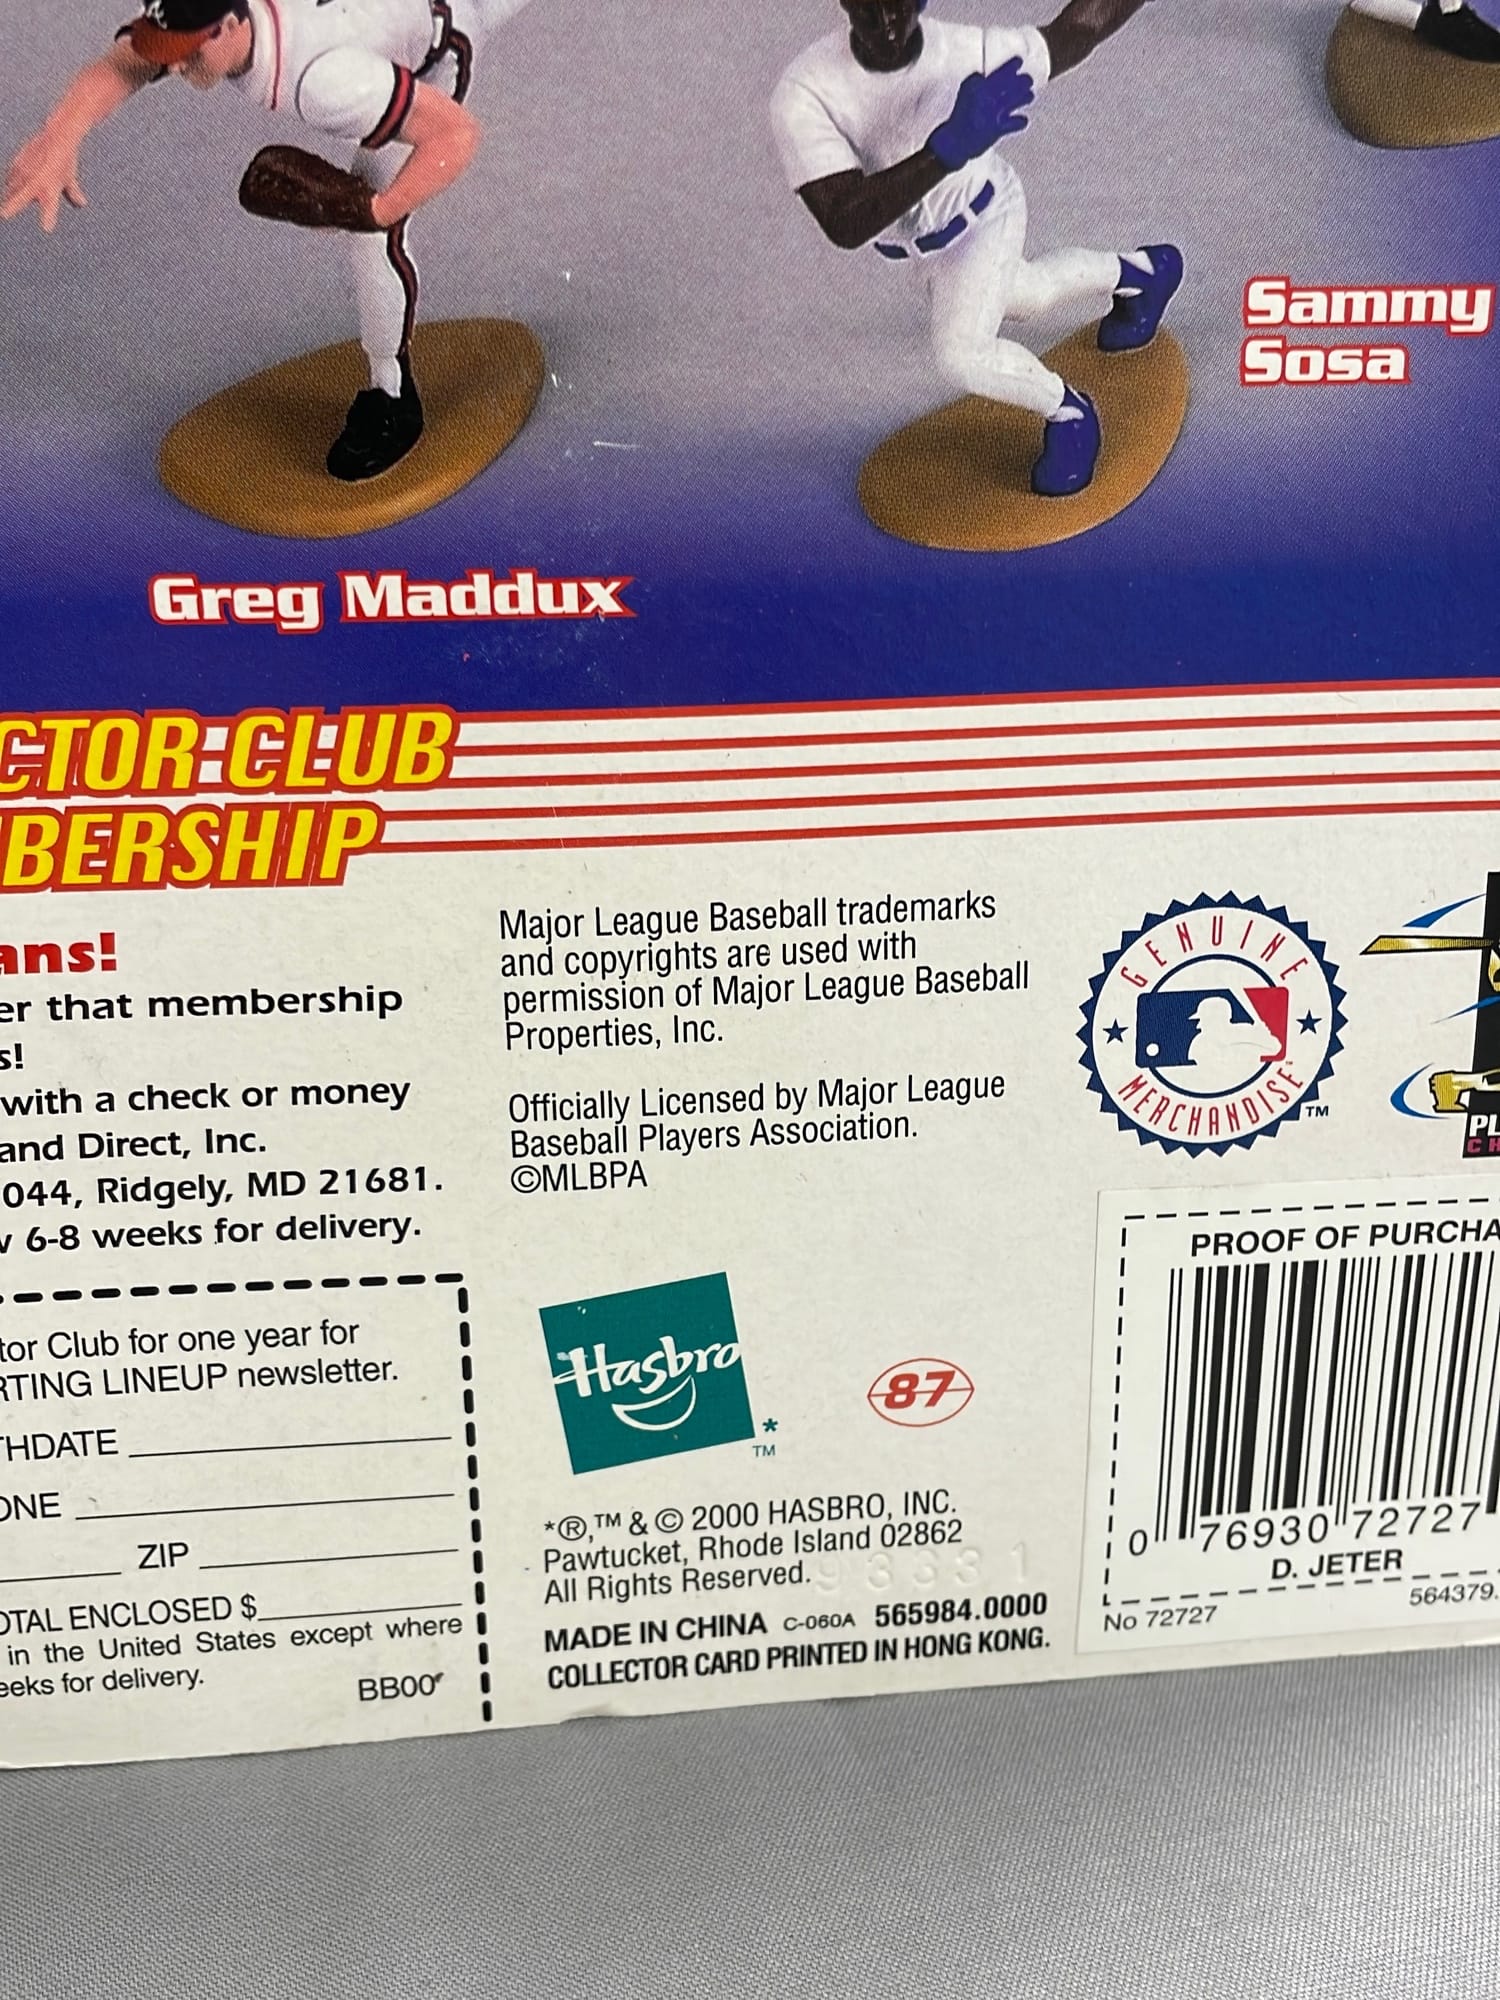 A
Sammy
Sosa
Greg Maddux
CTOR CLUB
BERSHIP
ans!
er that membership
s!
with a check or money
and Direct, Inc.
044, Ridgely, MD 21681.
6-8 weeks for delivery.
tor Club for one year for
RTING LINEUP newsletter.
THDATE
ONE
ZIP
OTAL ENCLOSED $
in the United States except where
eeks for delivery.
BB00
Major League Baseball trademarks
and copyrights are used with
permission of Major League Baseball
Properties, Inc.
Officially Licensed by Major League
Baseball Players Association.
©MLBPA
Hasbro
*
TM
87
*®,™ & © 2000 HASBRO, INC.
Pawtucket, Rhode Island 02862
All Rights Reserved.
MADE IN CHINA C-060A 565984.0000
COLLECTOR CARD PRINTED IN HONG KONG.
GENUINE
MERCHANDISE™
TM
PL
CH
PROOF OF PURCHA
0 76930 72727
D. JETER
No 72727
564379.